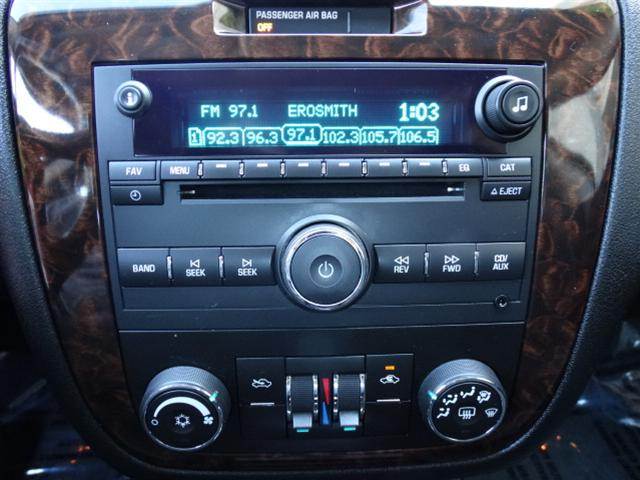 PASSENGER AIR BAG
OFF
FM 97.1 EROSMITH 1:03
1 92.3 96.3 97.1 102.3 105.7 106.5
FAV MENU EQ CAT
EJECT
BAND SEEK SEEK REV FWD CD/AUX